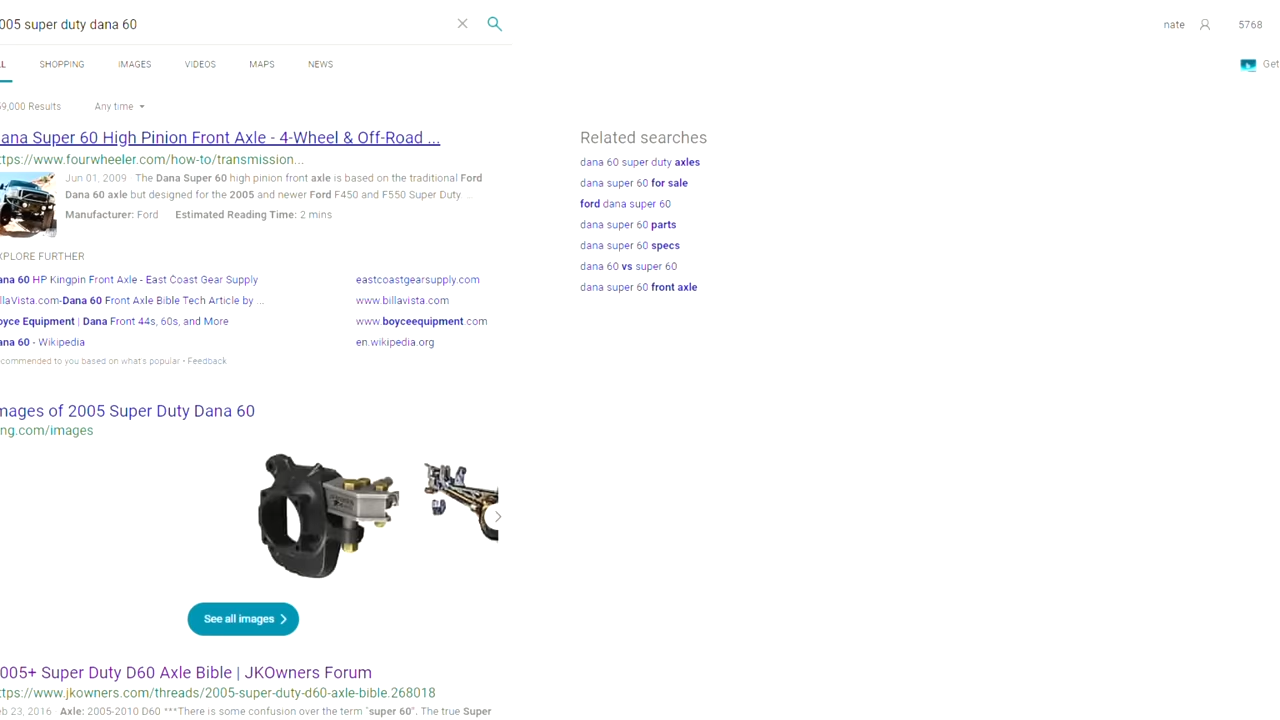 005 super duty dana 60
nate
5768
L
SHOPPING
IMAGES
VIDEOS
MAPS
NEWS
Get
59,000 Results
Any time
ana Super 60 High Pinion Front Axle - 4-Wheel & Off-Road ...
ttps://www.fourwheeler.com/how-to/transmission...
Jun 01, 2009 The Dana Super 60 high pinion front axle is based on the traditional Ford
Dana 60 axle but designed for the 2005 and newer Ford F450 and F550 Super Duty. ..
Manufacturer: Ford Estimated Reading Time: 2 mins
XPLORE FURTHER
ana 60 HP Kingpin Front Axle - East Coast Gear Supply
eastcoastgearsupply.com
illaVista.com-Dana 60 Front Axle Bible Tech Article by ...
www.billavista.com
oyce Equipment | Dana Front 44s, 60s, and More
www.boyceequipment.com
ana 60 - Wikipedia
en.wikipedia.org
commended to you based on what's popular • Feedback
mages of 2005 Super Duty Dana 60
ng.com/images
See all images
005+ Super Duty D60 Axle Bible | JKOwners Forum
ttps://www.jkowners.com/threads/2005-super-duty-d60-axle-bible.268018
eb 23, 2016 Axle: 2005-2010 D60 ***There is some confusion over the term "super 60". The true Super
Related searches
dana 60 super duty axles
dana super 60 for sale
ford dana super 60
dana super 60 parts
dana super 60 specs
dana 60 vs super 60
dana super 60 front axle